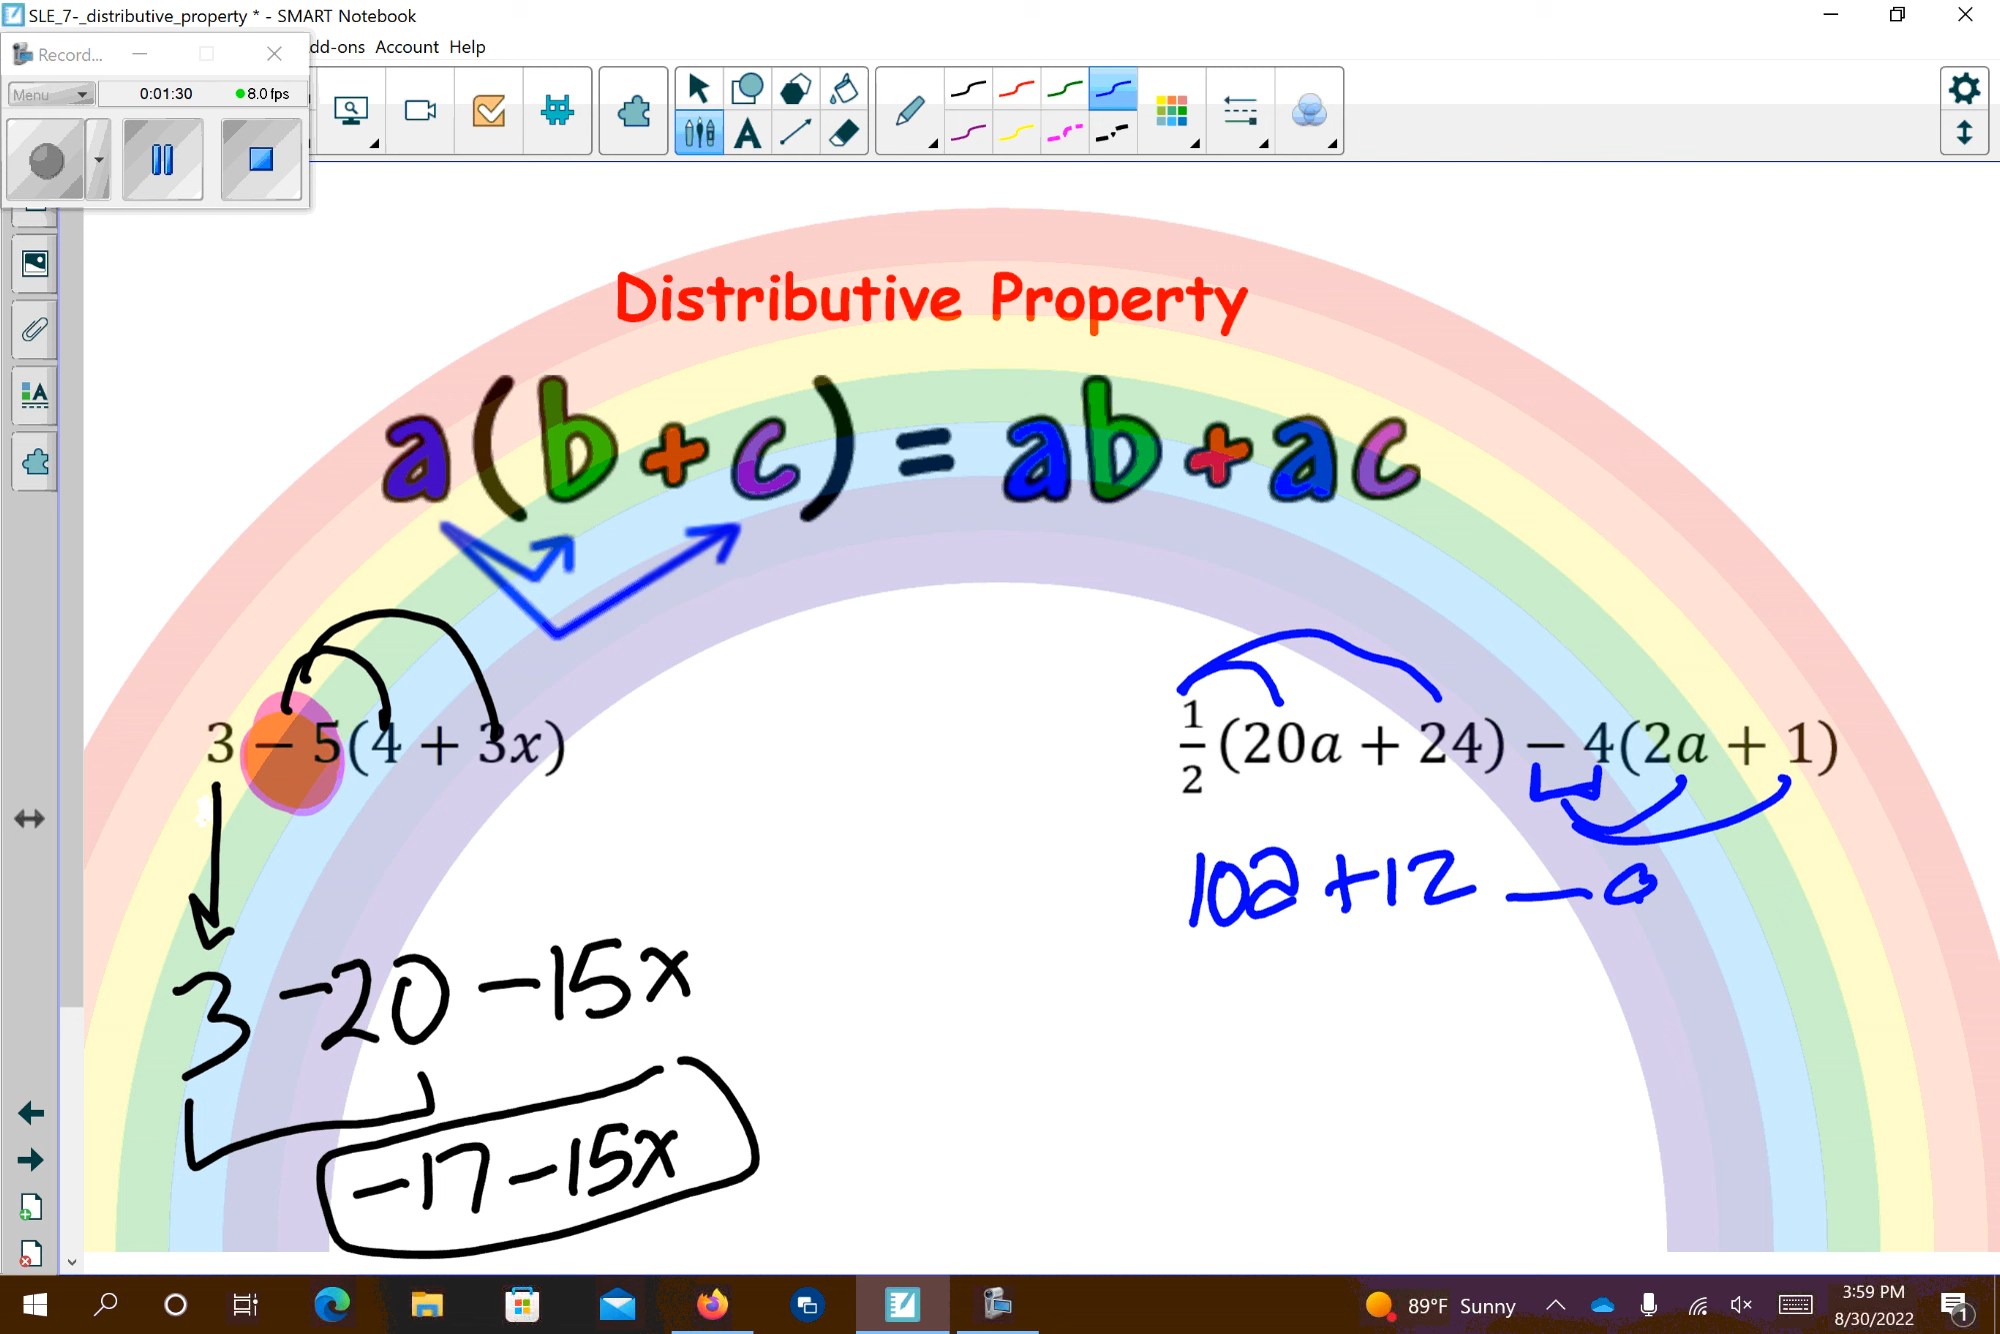 SLE_7-_distributive_property * - SMART Notebook
Record...
dd-ons Account Help
Menu 0:01:30 8.0 fps
Distributive Property
a(b+c) = ab+ac
3 − 5(4 + 3x)
1/2 (20a + 24) − 4(2a + 1)
10a +12 −
3 −20 −15x
−17 −15x
89°F Sunny
3:59 PM
8/30/2022
1